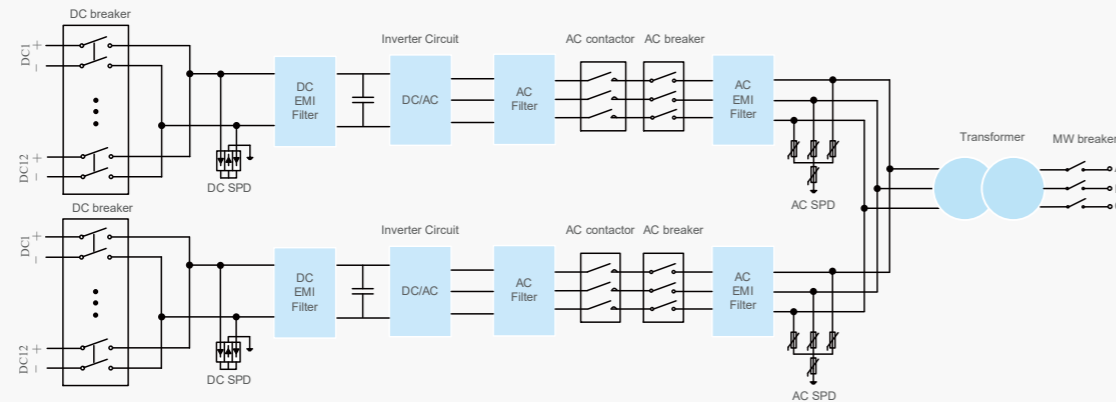 DC breaker
DC1
+
−
DC12
+
−
DC SPD
DC
EMI
Filter
Inverter Circuit
DC/AC
AC
Filter
AC contactor
AC breaker
AC
EMI
Filter
AC SPD
Transformer
MW breaker
A
DC breaker
DC1
+
−
DC12
+
−
DC SPD
DC
EMI
Filter
Inverter Circuit
DC/AC
AC
Filter
AC contactor
AC breaker
AC
EMI
Filter
AC SPD